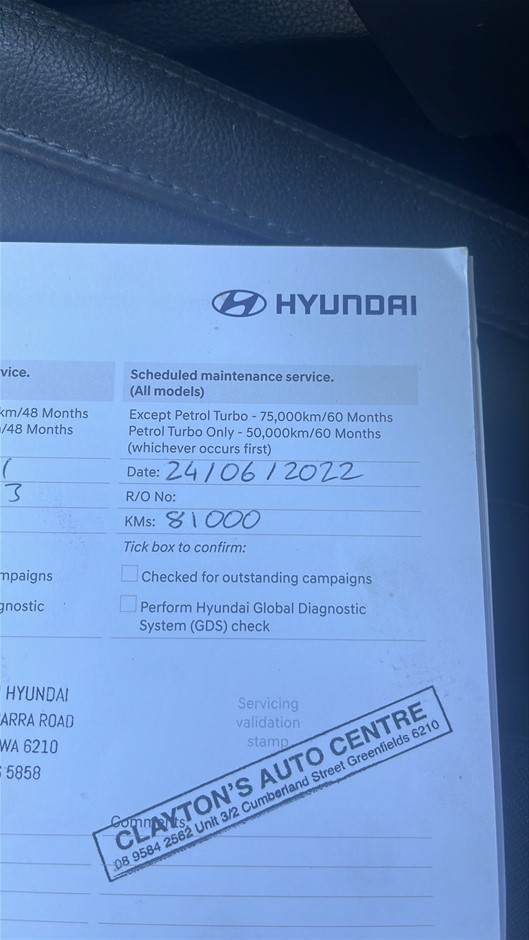 HYUNDAI
vice.
km/48 Months
/48 Months
3
mpaigns
gnostic
HYUNDAI
ARRA ROAD
WA 6210
5858
Scheduled maintenance service.
(All models)
Except Petrol Turbo - 75,000km/60 Months
Petrol Turbo Only - 50,000km/60 Months
(whichever occurs first)
Date: 24/06/2022
R/O No:
KMs: 81000
Tick box to confirm:
Checked for outstanding campaigns
Perform Hyundai Global Diagnostic
System (GDS) check
Servicing
validation
stamp
Comments:
CLAYTON'S AUTO CENTRE
08 9584 2562 Unit 3/2 Cumberland Street Greenfields 6210